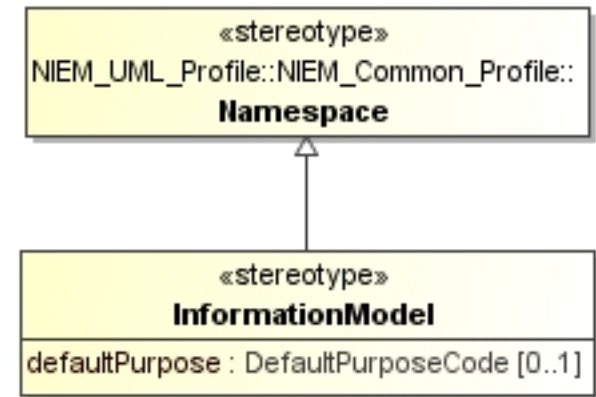 «stereotype»
NIEM_UML_Profile::NIEM_Common_Profile::
Namespace
«stereotype»
InformationModel
defaultPurpose : DefaultPurposeCode [0..1]